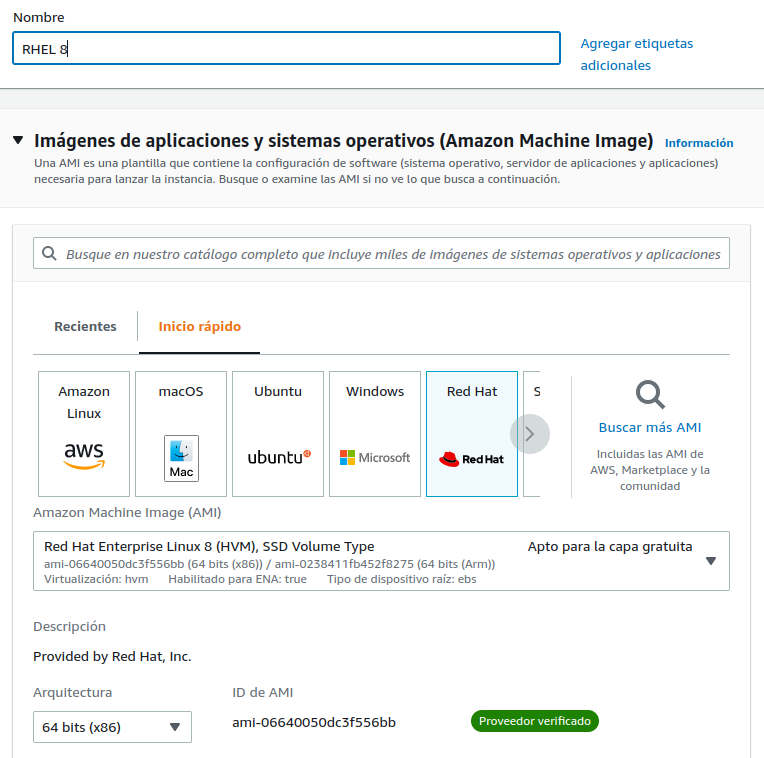 Nombre
RHEL 8
Agregar etiquetas
adicionales
Imágenes de aplicaciones y sistemas operativos (Amazon Machine Image) Información
Una AMI es una plantilla que contiene la configuración de software (sistema operativo, servidor de aplicaciones y aplicaciones)
necesaria para lanzar la instancia. Busque o examine las AMI si no ve lo que busca a continuación.
Busque en nuestro catálogo completo que incluye miles de imágenes de sistemas operativos y aplicaciones
Recientes
Inicio rápido
Amazon
Linux
aws
macOS
Mac
Ubuntu
ubuntu
Windows
Microsoft
Red Hat
Red Hat
S
Buscar más AMI
Incluidas las AMI de
AWS, Marketplace y la
comunidad
Amazon Machine Image (AMI)
Red Hat Enterprise Linux 8 (HVM), SSD Volume Type Apto para la capa gratuita
ami-06640050dc3f556bb (64 bits (x86)) / ami-0238411fb452f8275 (64 bits (Arm))
Virtualización: hvm Habilitado para ENA: true Tipo de dispositivo raíz: ebs
Descripción
Provided by Red Hat, Inc.
Arquitectura
64 bits (x86)
ID de AMI
ami-06640050dc3f556bb
Proveedor verificado